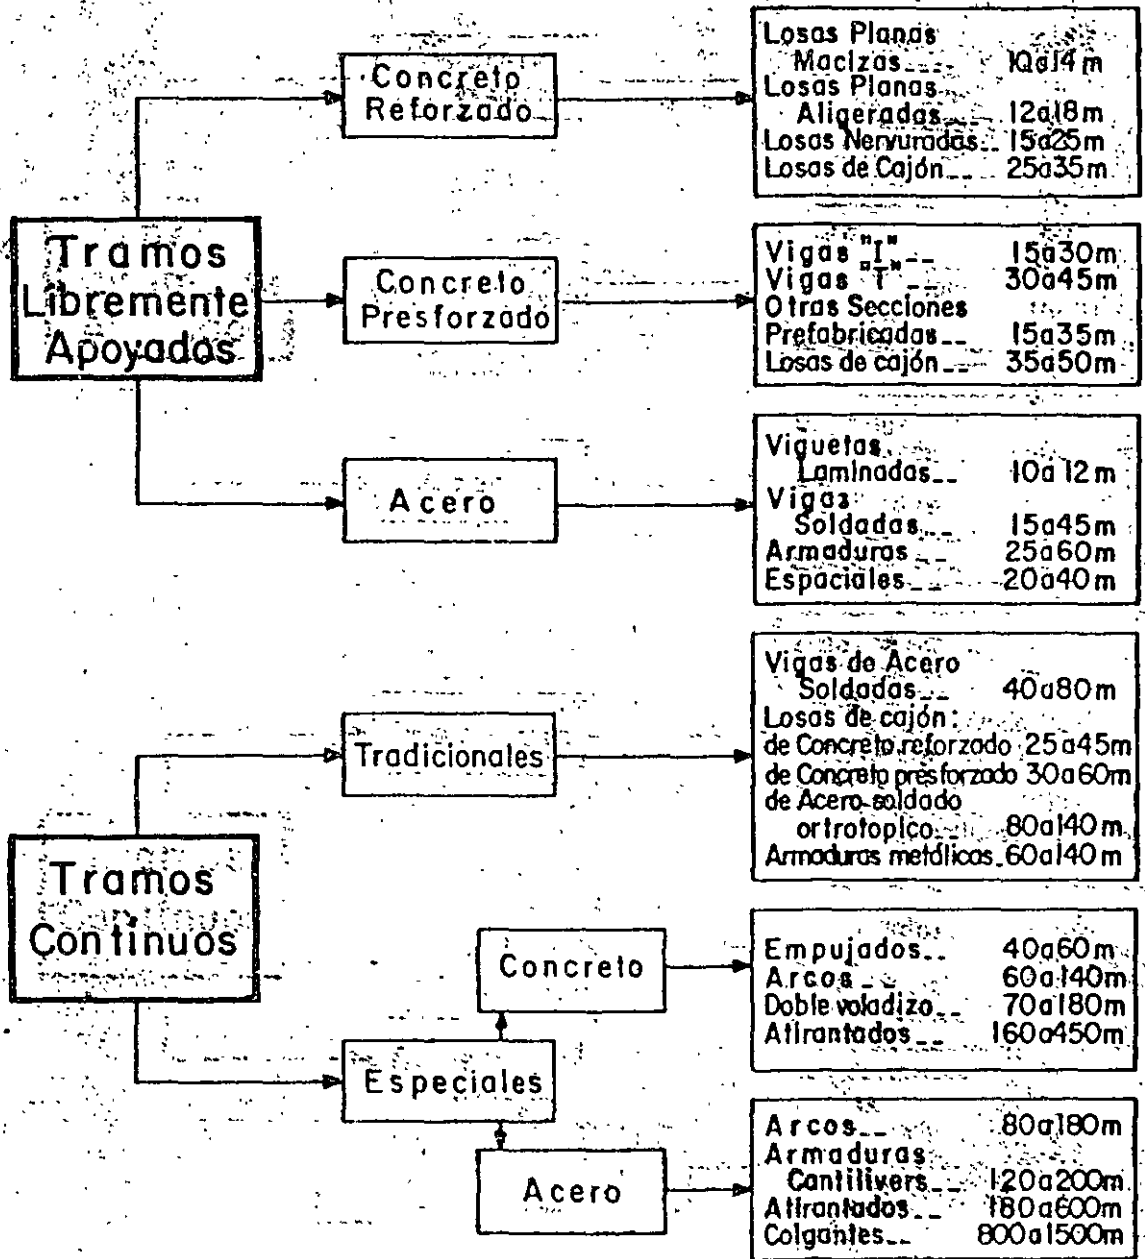 Tramos
Libremente
Apoyados
Concreto
Reforzado
Losas Planas
Macizas---- 10a14m
Losas Planas
Aligeradas-- 12a18m
Losas Nervuradas-- 15a25m
Losas de Cajón--- 25a35m
Concreto
Presforzado
Vigas "I"-- 15a30m
Vigas "T"-- 30a45m
Otras Secciones
Prefabricadas-- 15a35m
Losas de cajón--- 35a50m
Acero
Viguetas
Laminadas-- 10a12m
Vigas
Soldadas-- 15a45m
Armaduras -- 25a60m
Espaciales-- 20a40m
Tramos
Continuos
Tradicionales
Vigas de Acero
Soldadas-- 40a80m
Losas de cajón:
de Concreto reforzado 25a45m
de Concreto presforzado 30a60m
de Acero soldado
ortrotopico-- 80a140m
Armaduras metálicas-60a140m
Especiales
Concreto
Empujados-- 40a60m
Arcos-- 60a140m
Doble voladizo-- 70a180m
Atirantados-- 160a450m
Acero
Arcos-- 80a180m
Armaduras
Cantilivers-- 120a200m
Atirantados-- 180a600m
Colgantes-- 800a1500m